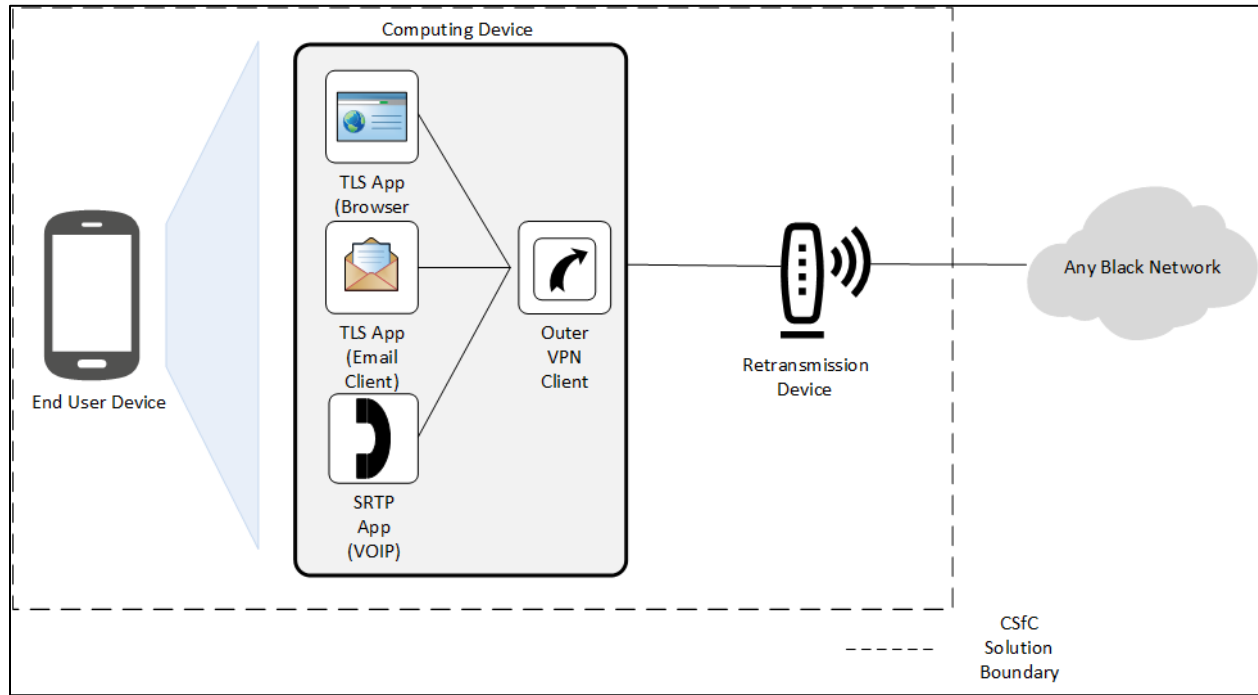 Computing Device
TLS App
(Browser
TLS App
(Email
Client)
SRTP
App
(VOIP)
Outer
VPN
Client
End User Device
Retransmission
Device
Any Black Network
CSfC
Solution
Boundary